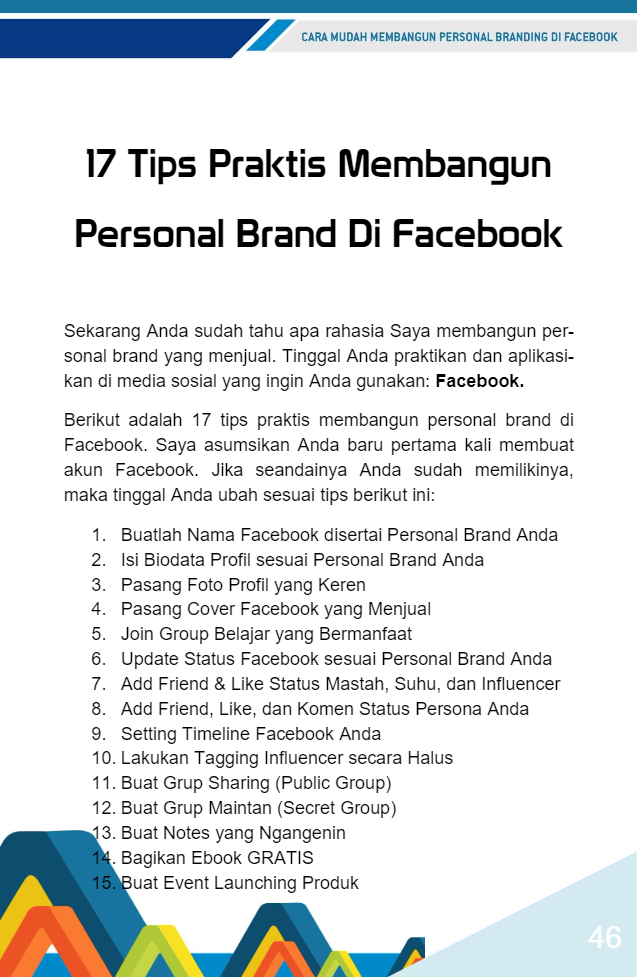 CARA MUDAH MEMBANGUN PERSONAL BRANDING DI FACEBOOK
17 Tips Praktis Membangun
Personal Brand Di Facebook
Sekarang Anda sudah tahu apa rahasia Saya membangun per-
sonal brand yang menjual. Tinggal Anda praktikan dan aplikasi-
kan di media sosial yang ingin Anda gunakan: Facebook.
Berikut adalah 17 tips praktis membangun personal brand di
Facebook. Saya asumsikan Anda baru pertama kali membuat
akun Facebook. Jika seandainya Anda sudah memilikinya,
maka tinggal Anda ubah sesuai tips berikut ini:
1. Buatlah Nama Facebook disertai Personal Brand Anda
2. Isi Biodata Profil sesuai Personal Brand Anda
3. Pasang Foto Profil yang Keren
4. Pasang Cover Facebook yang Menjual
5. Join Group Belajar yang Bermanfaat
6. Update Status Facebook sesuai Personal Brand Anda
7. Add Friend & Like Status Mastah, Suhu, dan Influencer
8. Add Friend, Like, dan Komen Status Persona Anda
9. Setting Timeline Facebook Anda
10. Lakukan Tagging Influencer secara Halus
11. Buat Grup Sharing (Public Group)
12. Buat Grup Maintan (Secret Group)
13. Buat Notes yang Ngangenin
14. Bagikan Ebook GRATIS
15. Buat Event Launching Produk
46